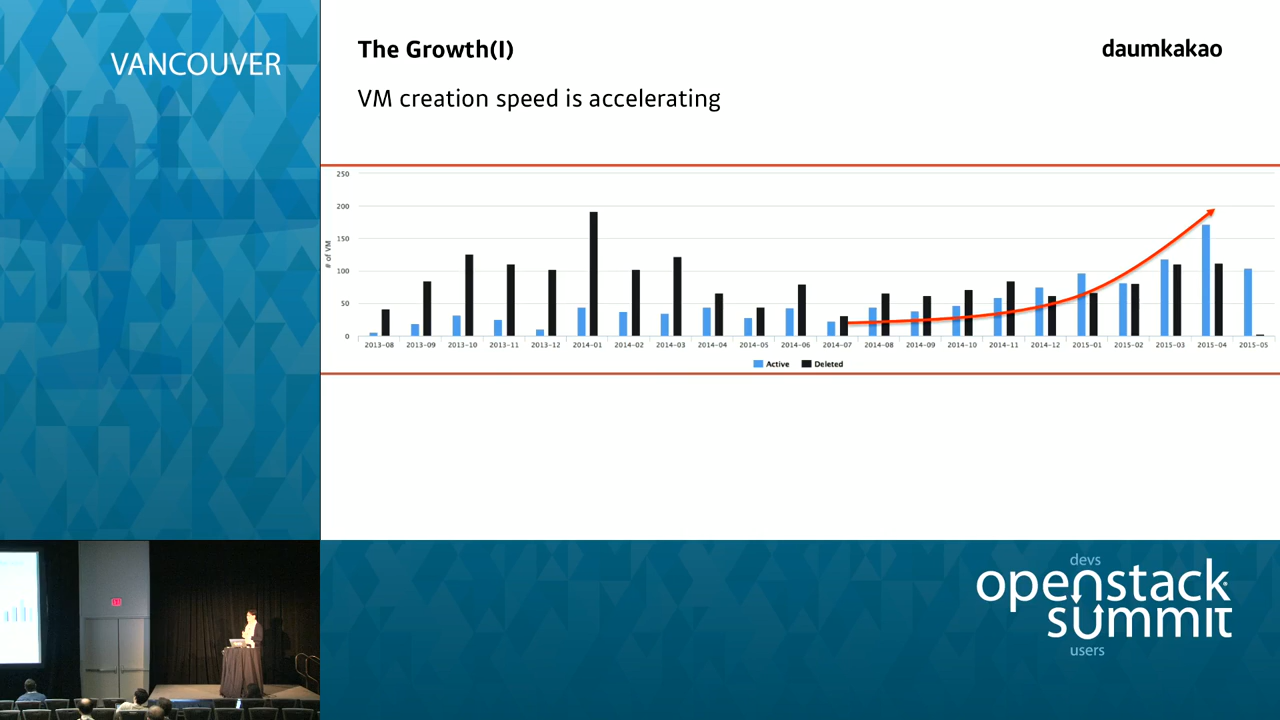 VANCOUVER
The Growth(I)
daumkakao
VM creation speed is accelerating
250
200
150
100
50
0
# of VM
2013-08
2013-09
2013-10
2013-11
2013-12
2014-01
2014-02
2014-03
2014-04
2014-05
2014-06
2014-07
2014-08
2014-09
2014-10
2014-11
2014-12
2015-01
2015-02
2015-03
2015-04
2015-05
Active
Deleted
devs
openstack
summit
users